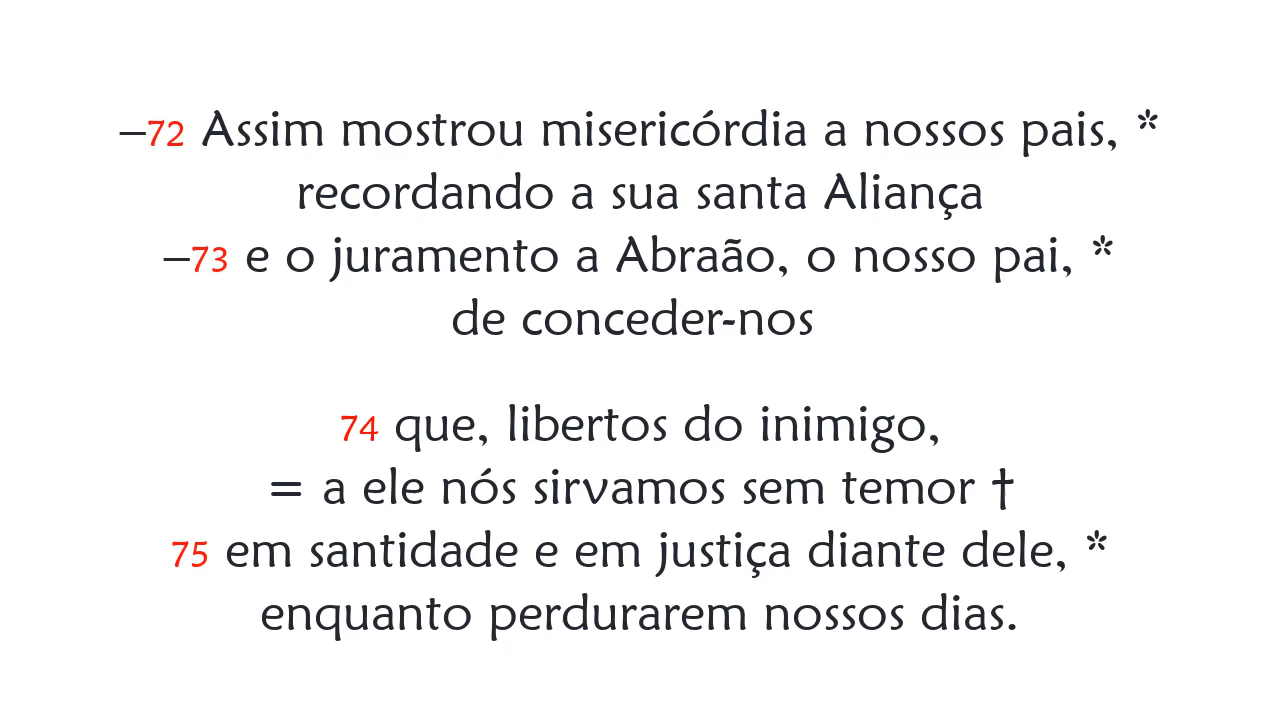 –72 Assim mostrou misericórdia a nossos pais, *
recordando a sua santa Aliança
–73 e o juramento a Abraão, o nosso pai, *
de conceder-nos
74 que, libertos do inimigo,
= a ele nós sirvamos sem temor †
75 em santidade e em justiça diante dele, *
enquanto perdurarem nossos dias.